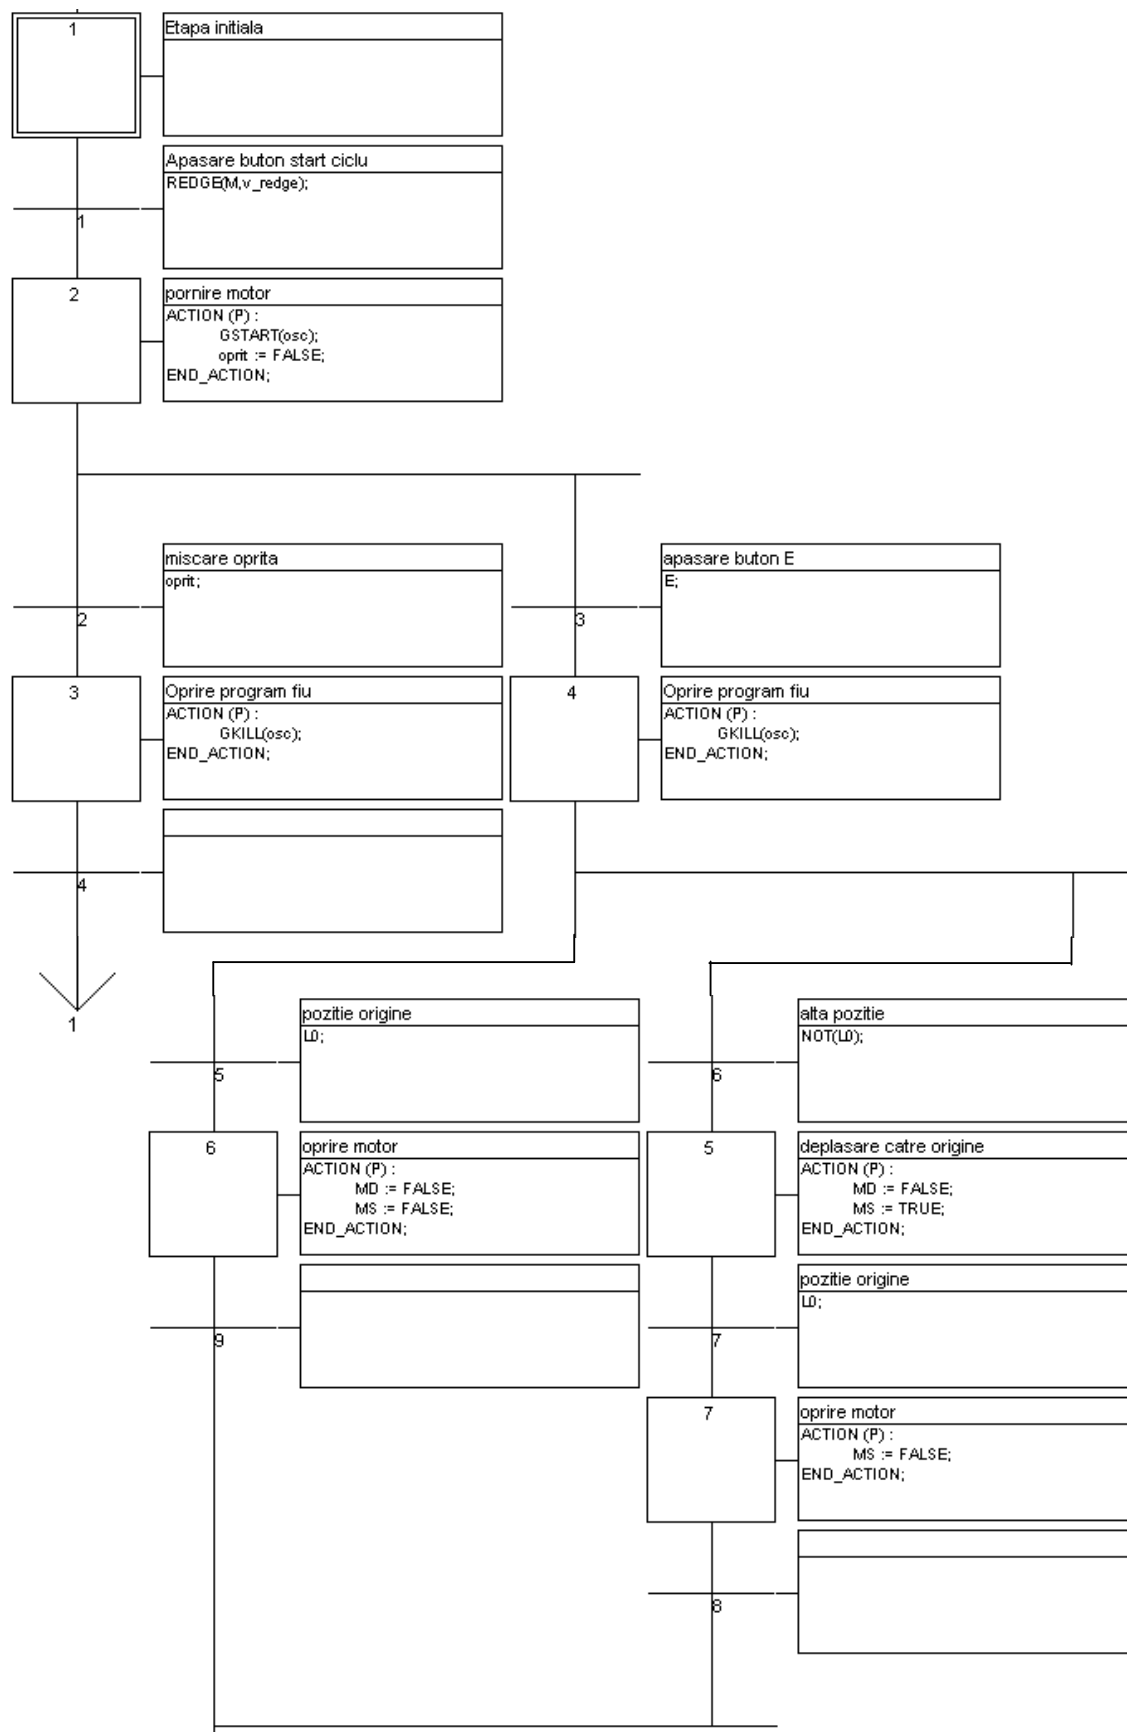 1
Etapa initiala
Apasare buton start ciclu
REDGE(M,v_redge);
1
2
pornire motor
ACTION (P) :
GSTART(osc);
oprit := FALSE;
END_ACTION;
miscare oprita
oprit;
2
apasare buton E
E;
3
3
Oprire program fiu
ACTION (P) :
GKILL(osc);
END_ACTION;
4
Oprire program fiu
ACTION (P) :
GKILL(osc);
END_ACTION;
4
1
pozitie origine
L0;
5
alta pozitie
NOT(L0);
6
6
oprire motor
ACTION (P) :
MD := FALSE;
MS := FALSE;
END_ACTION;
5
deplasare catre origine
ACTION (P) :
MD := FALSE;
MS := TRUE;
END_ACTION;
9
pozitie origine
L0;
7
7
oprire motor
ACTION (P) :
MS := FALSE;
END_ACTION;
8